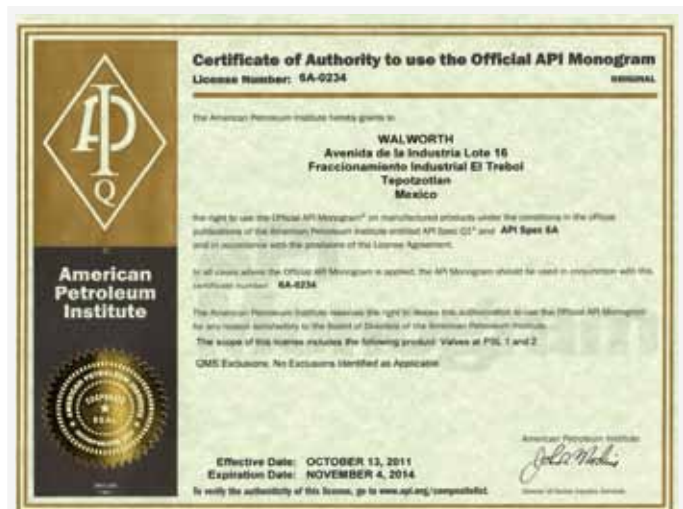 Certificate of Authority to use the Official API Monogram
License Number: 6A-0234
ORIGINAL
The American Petroleum Institute hereby grants to
WALWORTH
Avenida de la Industria Lote 16
Fraccionamiento Industrial El Trebol
Tepotzotlan
Mexico
the right to use the Official API Monogram® on manufactured products under the conditions in the official
publications of the American Petroleum Institute entitled API Spec Q1® and API Spec 6A
and in accordance with the provisions of the License Agreement.
In all cases where the Official API Monogram is applied, the API Monogram should be used in conjunction with this
certificate number: 6A-0234
The American Petroleum Institute reserves the right to revoke this authorization to use the Official API Monogram
for any reason satisfactory to the Board of Directors of the American Petroleum Institute.
The scope of this license includes the following product: Valves at PSL 1 and 2
QMS Exclusions: No Exclusions Identified as Applicable
American Petroleum Institute
Effective Date: OCTOBER 13, 2011
Expiration Date: NOVEMBER 4, 2014
To verify the authenticity of this license, go to www.api.org/compositelist.
API
Q
American
Petroleum
Institute
CORPORATE
SEAL